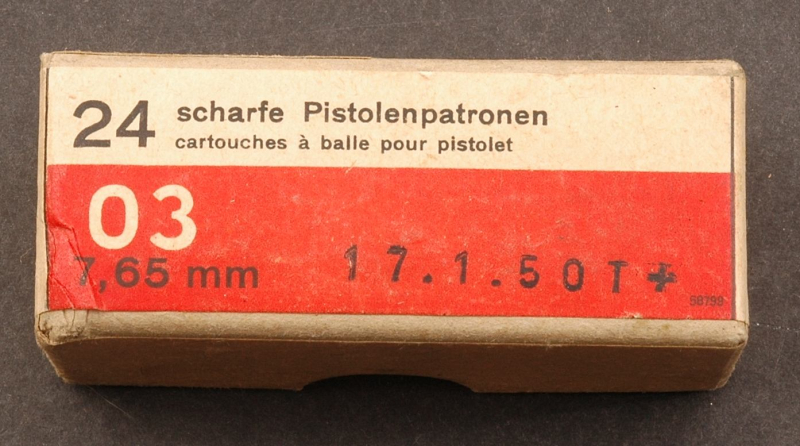 24 scharfe Pistolenpatronen
cartouches à balle pour pistolet
03
7,65 mm 17.1.50T+
58799